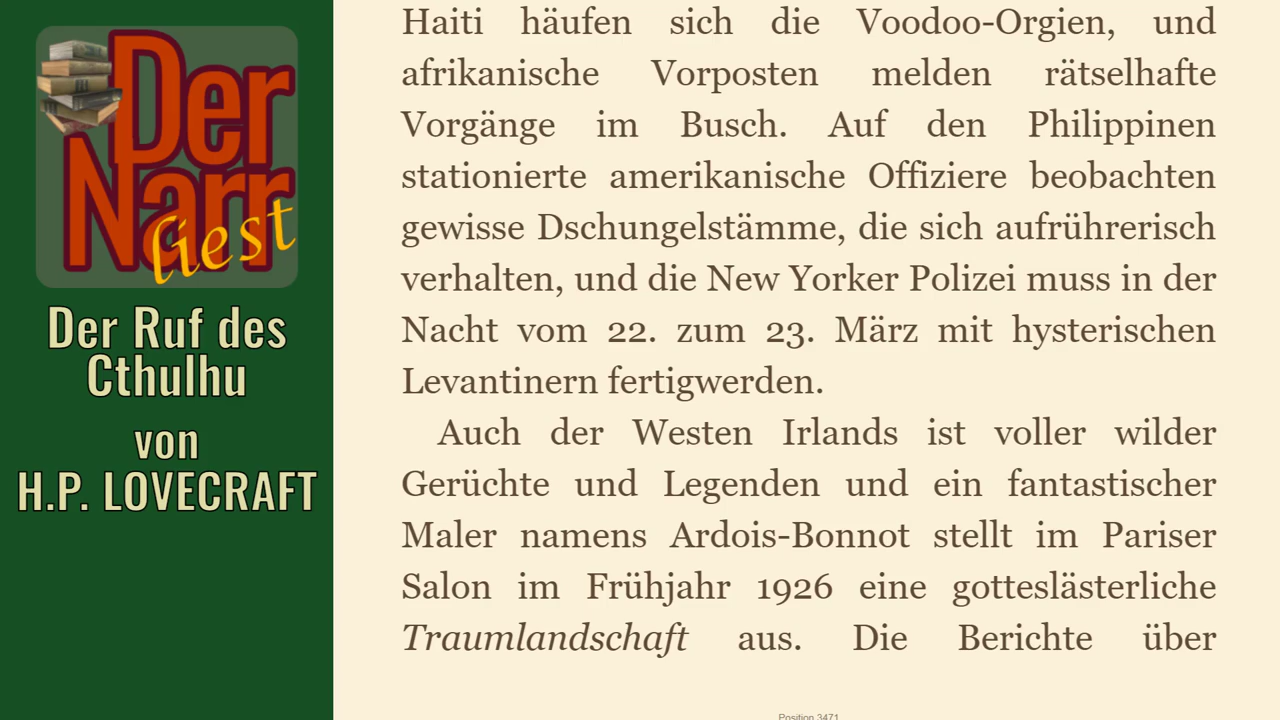 Der
Narr
liest
Der Ruf des
Cthulhu
von
H.P. LOVECRAFT
Haiti häufen sich die Voodoo-Orgien, und
afrikanische Vorposten melden rätselhafte
Vorgänge im Busch. Auf den Philippinen
stationierte amerikanische Offiziere beobachten
gewisse Dschungelstämme, die sich aufrührerisch
verhalten, und die New Yorker Polizei muss in der
Nacht vom 22. zum 23. März mit hysterischen
Levantinern fertigwerden.
Auch der Westen Irlands ist voller wilder
Gerüchte und Legenden und ein fantastischer
Maler namens Ardois-Bonnot stellt im Pariser
Salon im Frühjahr 1926 eine gotteslästerliche
Traumlandschaft aus. Die Berichte über
Position 3471